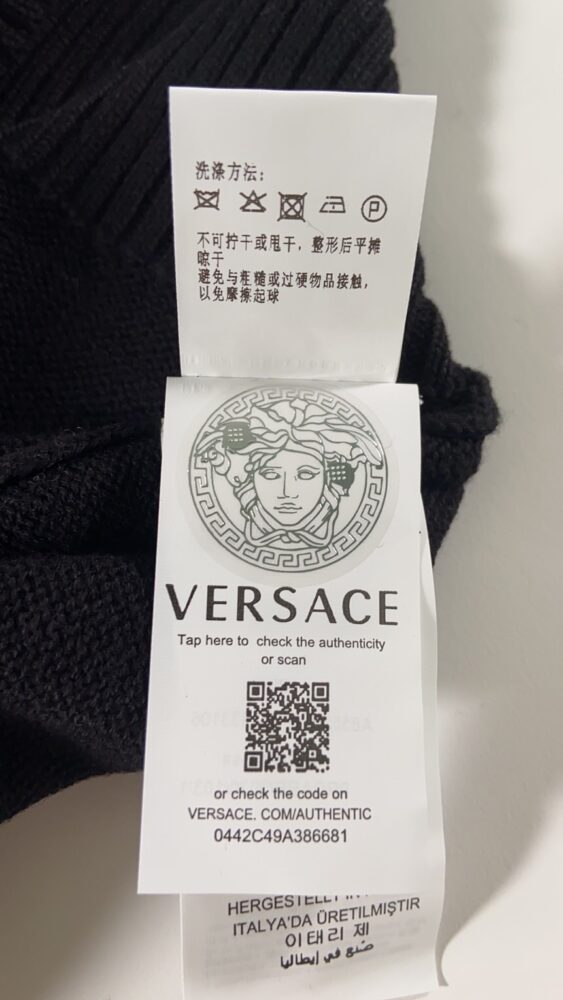 洗涤方法：
P
不可拧干或甩干，整形后平摊
晾干
避免与粗糙或过硬物品接触，
以免摩擦起球
VERSACE
Tap here to check the authenticity
or scan
or check the code on
VERSACE. COM/AUTHENTIC
0442C49A386681
HERGESTELLT IN
ITALYA'DA ÜRETILMIŞTIR
이태리 제
صنع في إيطاليا